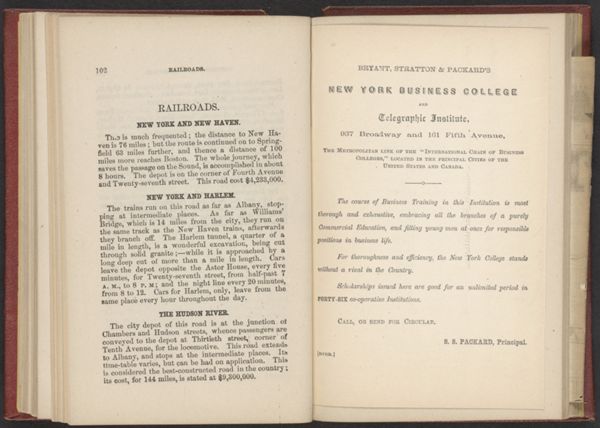 102
RAILROADS.
RAILROADS.
NEW YORK AND NEW HAVEN.
This is much frequented; the distance to New Ha-
ven is 76 miles; but the route is continued on to Spring-
field 63 miles further, and thence a distance of 100
miles more reaches Boston. The whole journey, which
saves the passage on the Sound, is accomplished in about
8 hours. The depot is on the corner of Fourth Avenue
and Twenty-seventh street. This road cost $4,283,000.
NEW YORK AND HARLEM.
The trains run on this road as far as Albany, stop-
ping at intermediate places. As far as Williams'
Bridge, which is 14 miles from the city, they run on
the same track as the New Haven trains, afterwards
they branch off. The Harlem tunnel, a quarter of a
mile in length, is a wonderful excavation, being cut
through solid granite;—while it is approached by a
long deep cut of more than a mile in length. Cars
leave the depot opposite the Astor House, every five
minutes, for Twenty-seventh street, from half-past 7
A. M., to 8 P. M; and the night line every 20 minutes,
from 8 to 12. Cars for Harlem, only, leave from the
same place every hour throughout the day.
THE HUDSON RIVER.
The city depot of this road is at the junction of
Chambers and Hudson streets, whence passengers are
conveyed to the depot at Thirtieth street, corner of
Tenth Avenue, for the locomotive. This road extends
to Albany, and stops at the intermediate places. Its
time-table varies, but can be had on application. This
is considered the best-constructed road in the country;
its cost, for 144 miles, is stated at $9,300,000.
BRYANT, STRATTON & PACKARD'S
NEW YORK BUSINESS COLLEGE
AND
Telegraphic Institute,
937 Broadway and 161 Fifth Avenue,
THE METROPOLITAN LINK OF THE "INTERNATIONAL CHAIN OF BUSINESS
COLLEGES," LOCATED IN THE PRINCIPAL CITIES OF THE
UNITED STATES AND CANADA.
The course of Business Training in this Institution is most
thorough and exhaustive, embracing all the branches of a purely
Commercial Education, and fitting young men at once for responsible
positions in business life.
For thoroughness and efficiency, the New York College stands
without a rival in the Country.
Scholarships issued here are good for an unlimited period in
FORTY-SIX co-operative Institutions.
CALL, OR SEND FOR CIRCULAR.
S. S. PACKARD, Principal.
[OVER.]